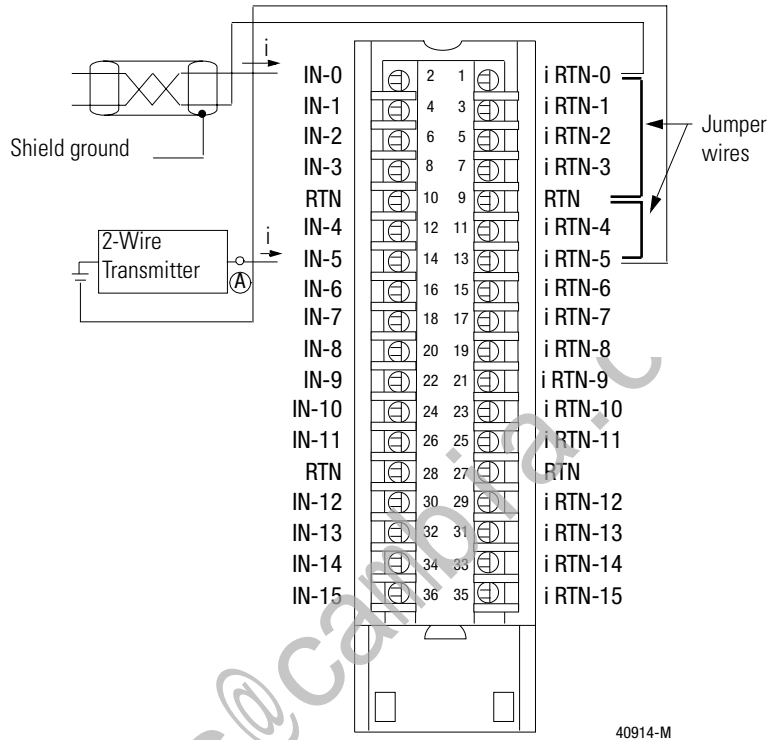 i
IN-0 2 1 i RTN-0
IN-1 4 3 i RTN-1
IN-2 6 5 i RTN-2
IN-3 8 7 i RTN-3
RTN 10 9 RTN
IN-4 12 11 i RTN-4
IN-5 14 13 i RTN-5
IN-6 16 15 i RTN-6
IN-7 18 17 i RTN-7
IN-8 20 19 i RTN-8
IN-9 22 21 i RTN-9
IN-10 24 23 i RTN-10
IN-11 26 25 i RTN-11
RTN 28 27 RTN
IN-12 30 29 i RTN-12
IN-13 32 31 i RTN-13
IN-14 34 33 i RTN-14
IN-15 36 35 i RTN-15
Shield ground
Jumper
wires
2-Wire
Transmitter
i
A
40914-M
s@cambia.c